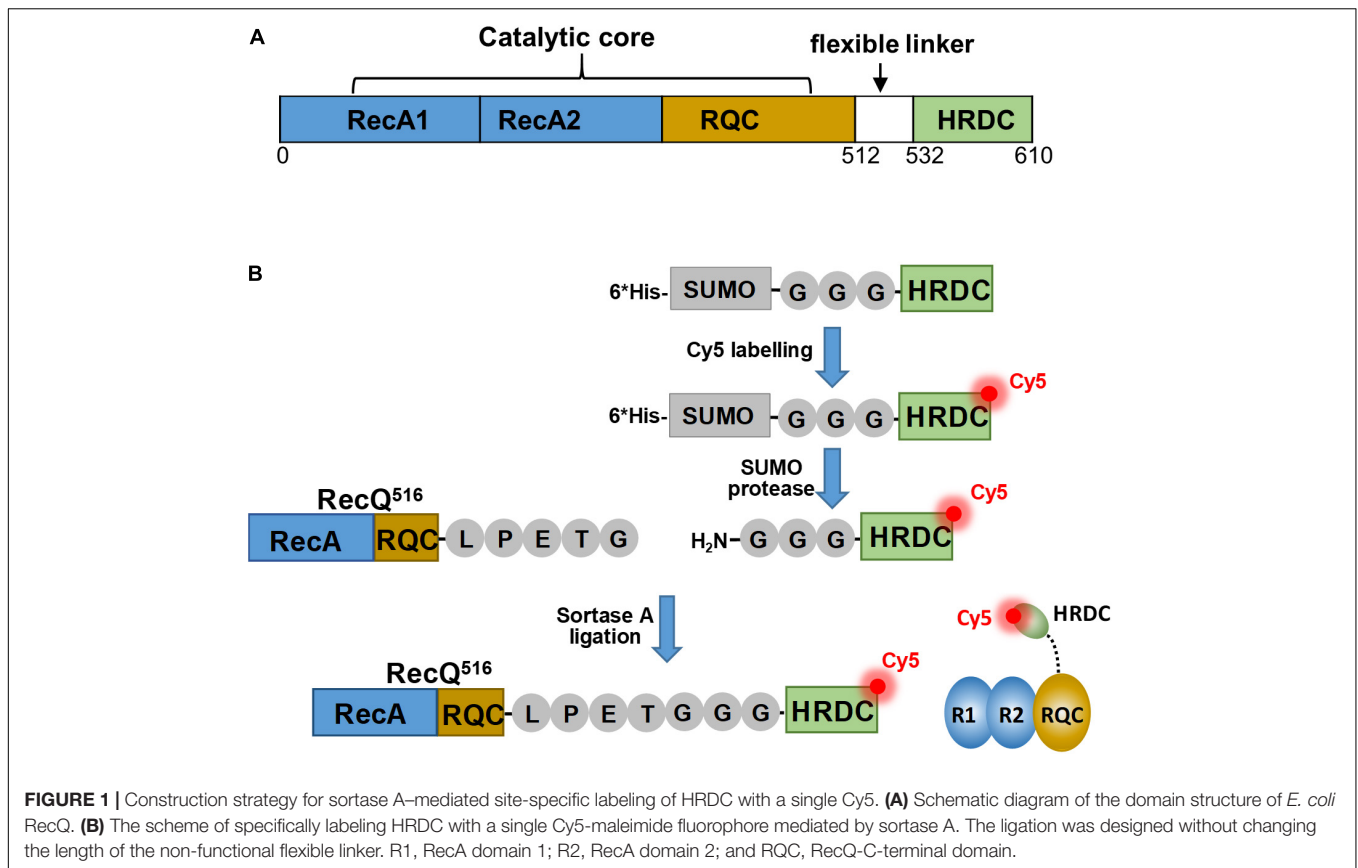 A
Catalytic core
flexible linker
RecA1 RecA2 RQC HRDC
0 512 532 610
B
6*His- SUMO G G G HRDC
Cy5 labelling
Cy5
6*His- SUMO G G G HRDC
SUMO
protease
Cy5
RecQ⁵¹⁶
RecA RQC L P E T G
H₂N G G G HRDC
Sortase A
ligation
Cy5
RecQ⁵¹⁶
RecA RQC L P E T G G G HRDC
Cy5 HRDC
R1 R2 RQC
FIGURE 1 | Construction strategy for sortase A–mediated site-specific labeling of HRDC with a single Cy5. (A) Schematic diagram of the domain structure of E. coli
RecQ. (B) The scheme of specifically labeling HRDC with a single Cy5-maleimide fluorophore mediated by sortase A. The ligation was designed without changing
the length of the non-functional flexible linker. R1, RecA domain 1; R2, RecA domain 2; and RQC, RecQ-C-terminal domain.